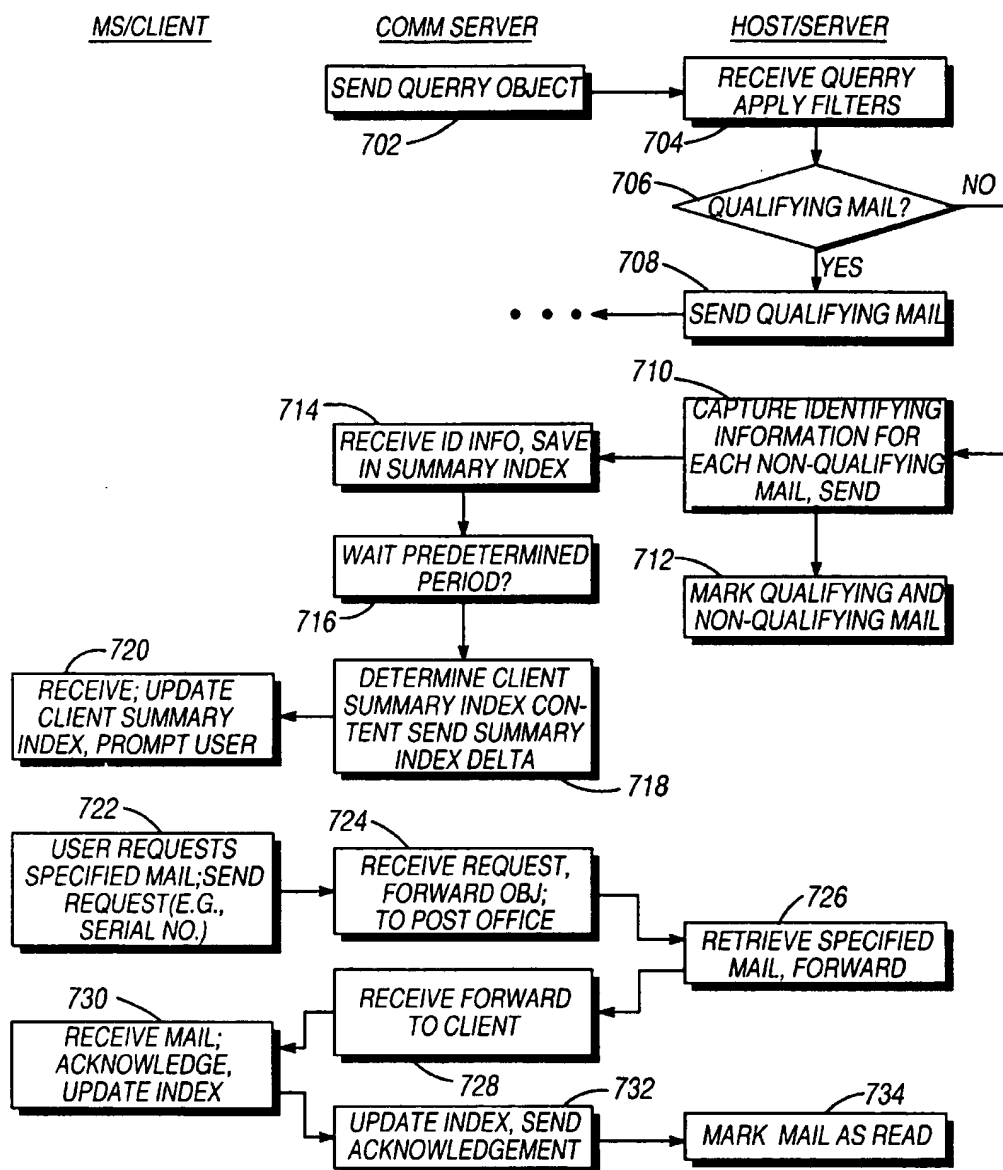 MS/CLIENT
COMM SERVER
HOST/SERVER
SEND QUERRY OBJECT
702
RECEIVE QUERRY
APPLY FILTERS
704
706
QUALIFYING MAIL?
NO
YES
708
SEND QUALIFYING MAIL
710
CAPTURE IDENTIFYING
INFORMATION FOR
EACH NON-QUALIFYING
MAIL, SEND
714
RECEIVE ID INFO, SAVE
IN SUMMARY INDEX
WAIT PREDETERMINED
PERIOD?
716
712
MARK QUALIFYING AND
NON-QUALIFYING MAIL
720
RECEIVE; UPDATE
CLIENT SUMMARY
INDEX, PROMPT USER
DETERMINE CLIENT
SUMMARY INDEX CON-
TENT SEND SUMMARY
INDEX DELTA
718
722
USER REQUESTS
SPECIFIED MAIL;SEND
REQUEST(E.G.,
SERIAL NO.)
724
RECEIVE REQUEST,
FORWARD OBJ;
TO POST OFFICE
726
RETRIEVE SPECIFIED
MAIL, FORWARD
RECEIVE FORWARD
TO CLIENT
728
730
RECEIVE MAIL;
ACKNOWLEDGE,
UPDATE INDEX
732
UPDATE INDEX, SEND
ACKNOWLEDGEMENT
734
MARK MAIL AS READ